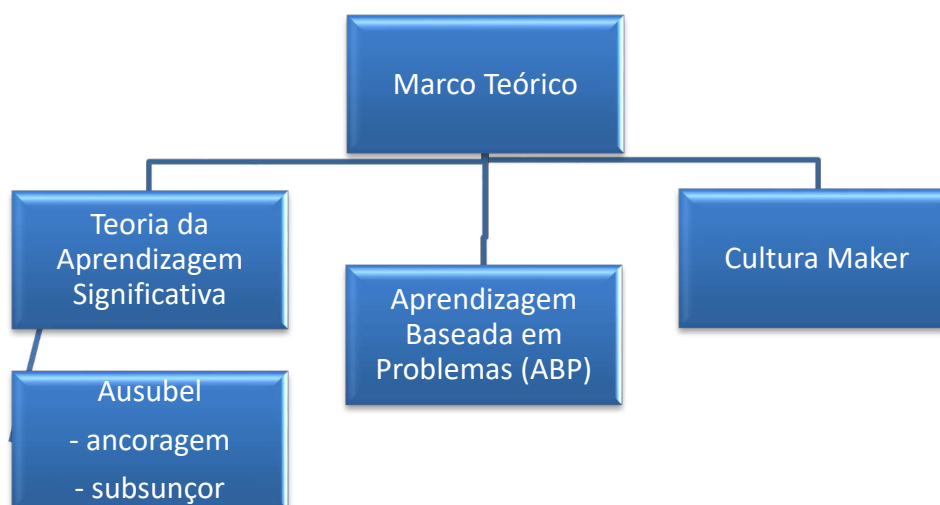 Marco Teórico
Teoria da
Aprendizagem
Significativa
Aprendizagem
Baseada em
Problemas (ABP)
Cultura Maker
Ausubel
- ancoragem
- subsunçor